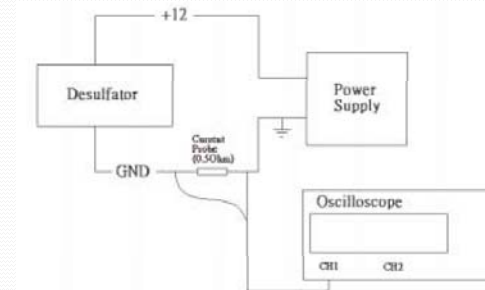 +12
Desulfator
Power
Supply
Current
Probe
(0.5Ohm)
GND
Oscilloscope
CH1 CH2